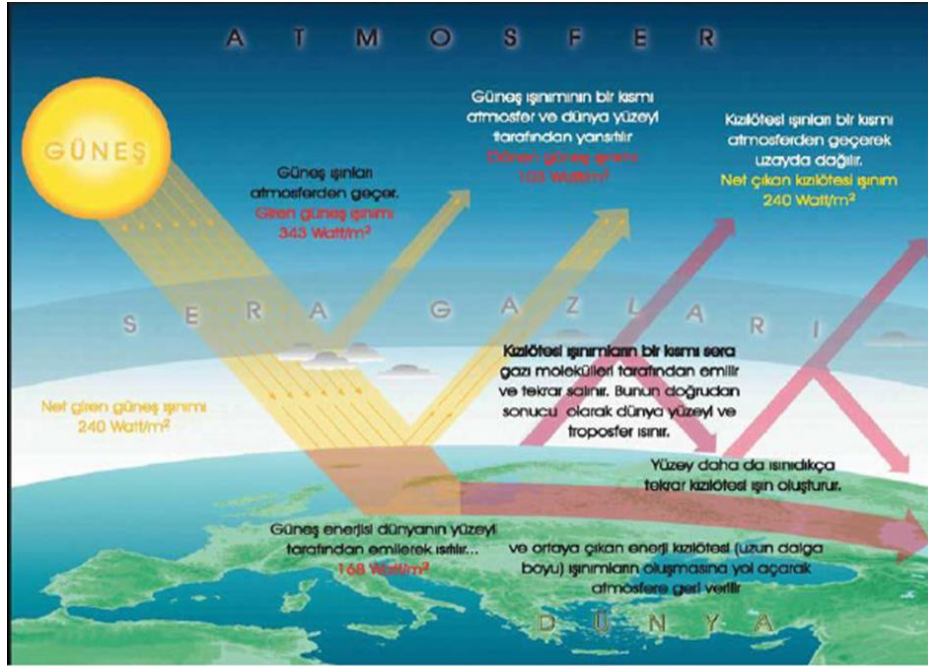 ATMOSFER
GÜNEŞ
Güneş ışınları
atmosferden geçer.
Giren güneş ışınımı
343 Watt/m²
Güneş ışınımının bir kısmı
atmosfer ve dünya yüzeyi
tarafından yansıtılır
Dönen güneş ışınımı
103 Watt/m²
Kızılötesi ışınları bir kısmı
atmosferden geçerek
uzayda dağılır.
Net çıkan kızılötesi ışınım
240 Watt/m²
SERA GAZLARI
Net giren güneş ışınımı
240 Watt/m²
Kızılötesi ışınımların bir kısmı sera
gazı molekülleri tarafından emilir
ve tekrar salınır. Bunun doğrudan
sonucu olarak dünya yüzeyi ve
troposfer ısınır.
Yüzey daha da ısınıdıkça
tekrar kızılötesi ışın oluşturur.
Güneş enerjisi dünyanın yüzeyi
tarafından emilerek ısıtılır...
168 Watt/m²
ve ortaya çıkan enerji kızılötesi (uzun dalga
boyu) ışınımların oluşmasına yol açarak
atmosfere geri verilir
DÜNYA